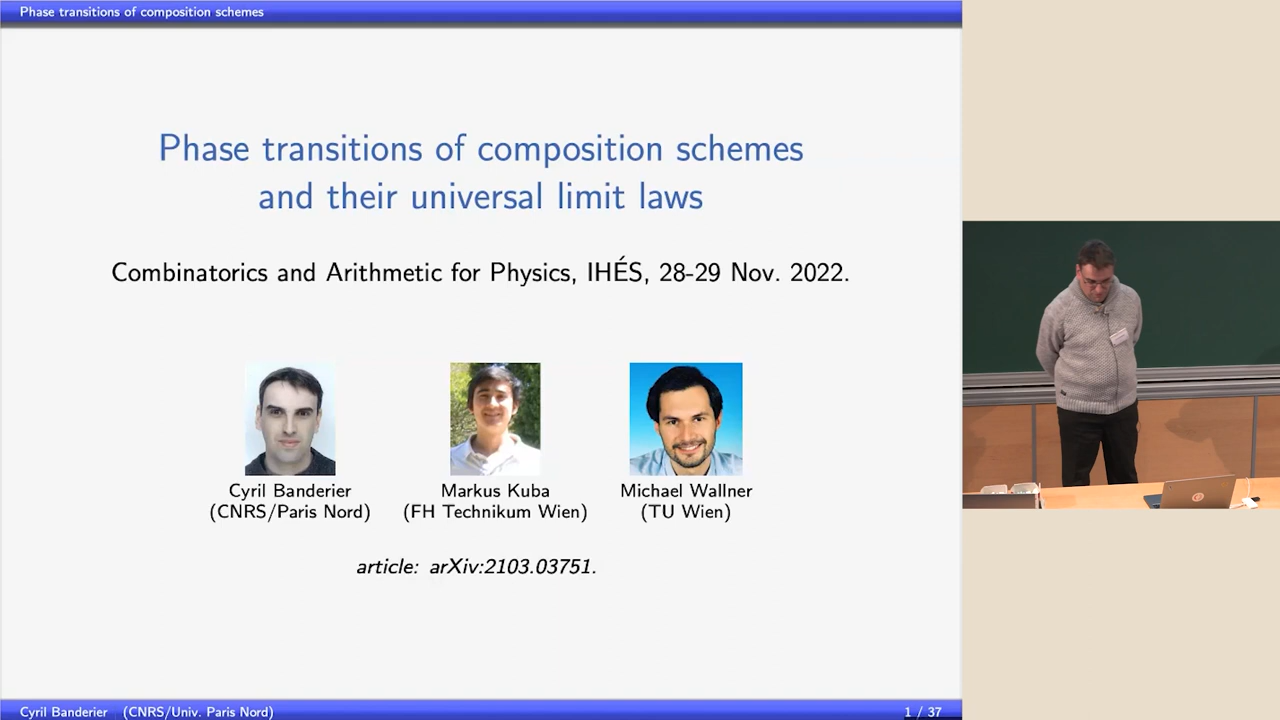 Phase transitions of composition schemes
Phase transitions of composition schemes
and their universal limit laws
Combinatorics and Arithmetic for Physics, IHÉS, 28-29 Nov. 2022.
Cyril Banderier
(CNRS/Paris Nord)
Markus Kuba
(FH Technikum Wien)
Michael Wallner
(TU Wien)
article: arXiv:2103.03751.
Cyril Banderier (CNRS/Univ. Paris Nord)
1 / 37